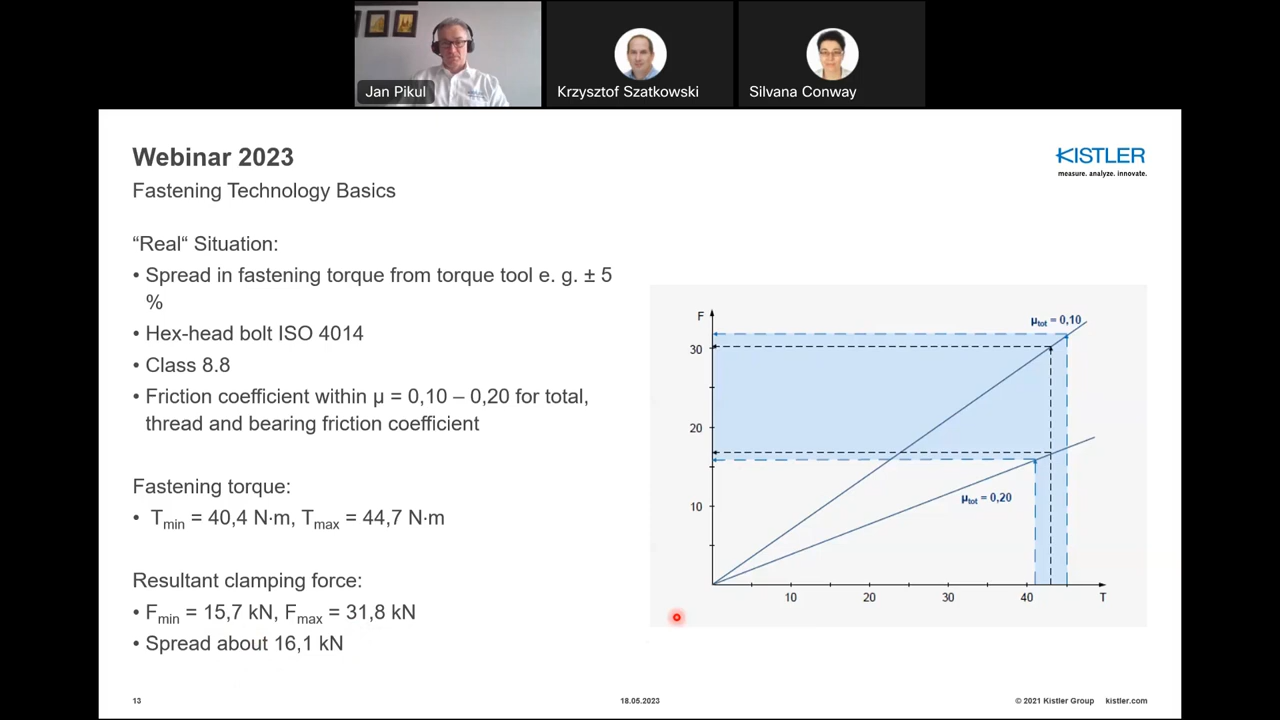 Jan Pikul
Krzysztof Szatkowski
Silvana Conway
Webinar 2023
Fastening Technology Basics
KISTLER
measure. analyze. innovate.
“Real“ Situation:
• Spread in fastening torque from torque tool e. g. ± 5
%
• Hex-head bolt ISO 4014
• Class 8.8
• Friction coefficient within µ = 0,10 – 0,20 for total,
thread and bearing friction coefficient
Fastening torque:
• Tmin = 40,4 N·m, Tmax = 44,7 N·m
Resultant clamping force:
• Fmin = 15,7 kN, Fmax = 31,8 kN
• Spread about 16,1 kN
F
µtot = 0,10
30
20
µtot = 0,20
10
10 20 30 40 T
13
18.05.2023
© 2021 Kistler Group kistler.com